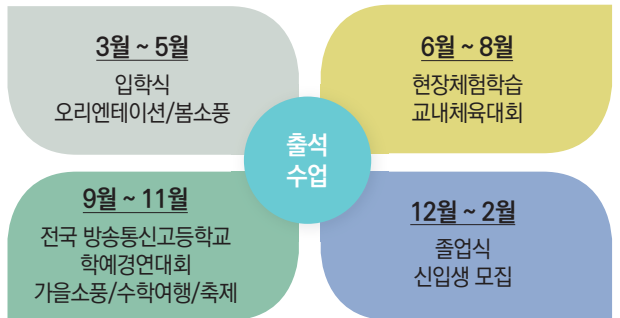 3월 ~ 5월
입학식
오리엔테이션/봄소풍
6월 ~ 8월
현장체험학습
교내체육대회
출석
수업
9월 ~ 11월
전국 방송통신고등학교
학예경연대회
가을소풍/수학여행/축제
12월 ~ 2월
졸업식
신입생 모집